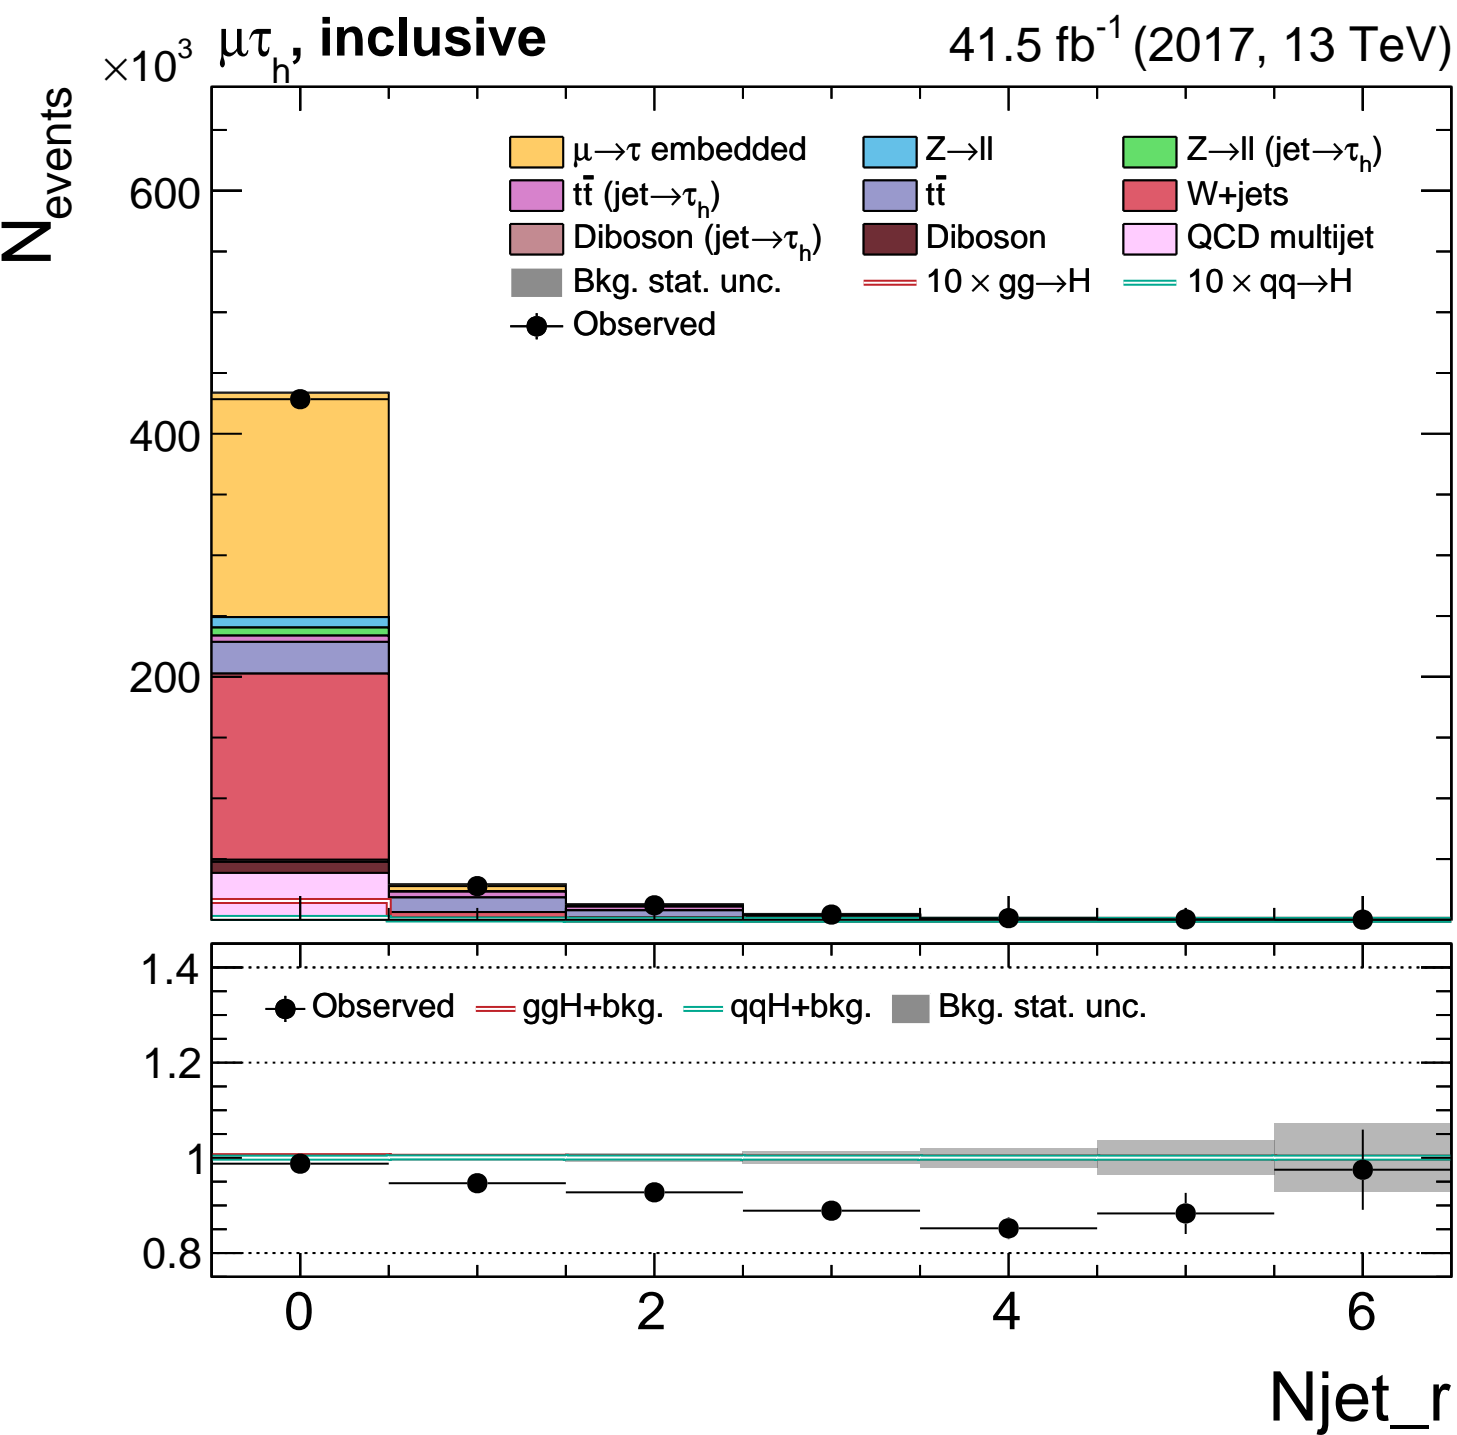 ×10³ μτh, inclusive 41.5 fb⁻¹ (2017, 13 TeV)
Nevents
μ→τ embedded Z→ll Z→ll (jet→τh)
tt̄ (jet→τh) tt̄ W+jets
Diboson (jet→τh) Diboson QCD multijet
Bkg. stat. unc. 10 × gg→H 10 × qq→H
Observed
600
400
200
1.4
Observed ggH+bkg. qqH+bkg. Bkg. stat. unc.
1.2
1
0.8
0 2 4 6
Njet_r